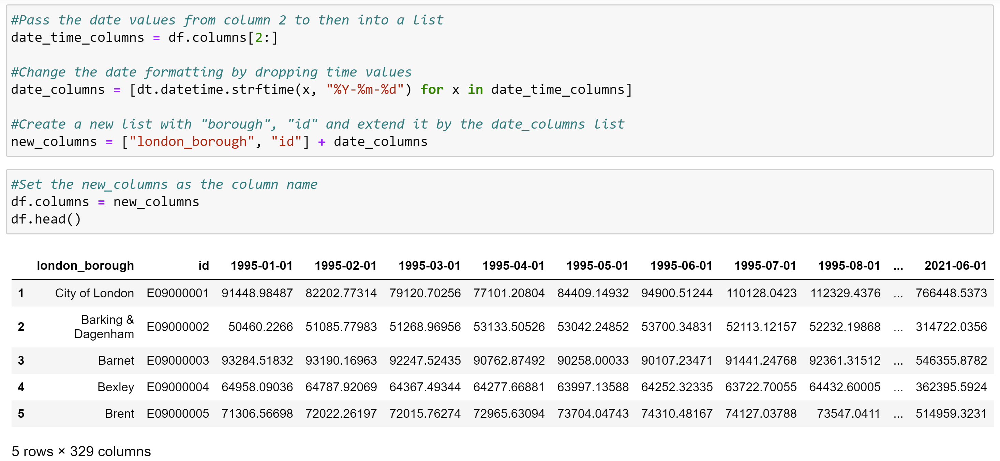 #Pass the date values from column 2 to then into a list
date_time_columns = df.columns[2:]
#Change the date formatting by dropping time values
date_columns = [dt.datetime.strftime(x, "%Y-%m-%d") for x in date_time_columns]
#Create a new list with "borough", "id" and extend it by the date_columns list
new_columns = ["london_borough", "id"] + date_columns
#Set the new_columns as the column name
df.columns = new_columns
df.head()
london_borough id 1995-01-01 1995-02-01 1995-03-01 1995-04-01 1995-05-01 1995-06-01 1995-07-01 1995-08-01 ... 2021-06-01
1 City of London E09000001 91448.98487 82202.77314 79120.70256 77101.20804 84409.14932 94900.51244 110128.0423 112329.4376 ... 766448.5373
2 Barking &
Dagenham E09000002 50460.2266 51085.77983 51268.96956 53133.50526 53042.24852 53700.34831 52113.12157 52232.19868 ... 314722.0356
3 Barnet E09000003 93284.51832 93190.16963 92247.52435 90762.87492 90258.00033 90107.23471 91441.24768 92361.31512 ... 546355.8782
4 Bexley E09000004 64958.09036 64787.92069 64367.49344 64277.66881 63997.13588 64252.32335 63722.70055 64432.60005 ... 362395.5924
5 Brent E09000005 71306.56698 72022.26197 72015.76274 72965.63094 73704.04743 74310.48167 74127.03788 73547.0411 ... 514959.3231
5 rows × 329 columns